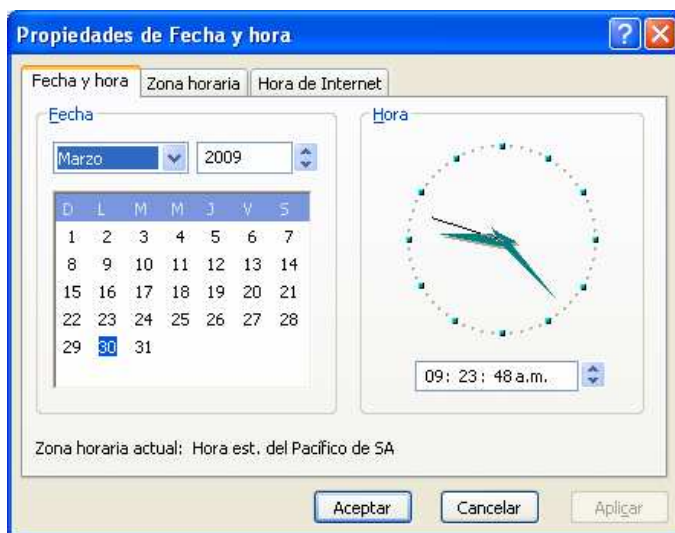 Propiedades de Fecha y hora
Fecha y hora Zona horaria Hora de Internet
Fecha
Marzo 2009
D L M M J V S
1 2 3 4 5 6 7
8 9 10 11 12 13 14
15 16 17 18 19 20 21
22 23 24 25 26 27 28
29 30 31
Hora
09: 23: 48 a.m.
Zona horaria actual: Hora est. del Pacífico de SA
Aceptar Cancelar Aplicar